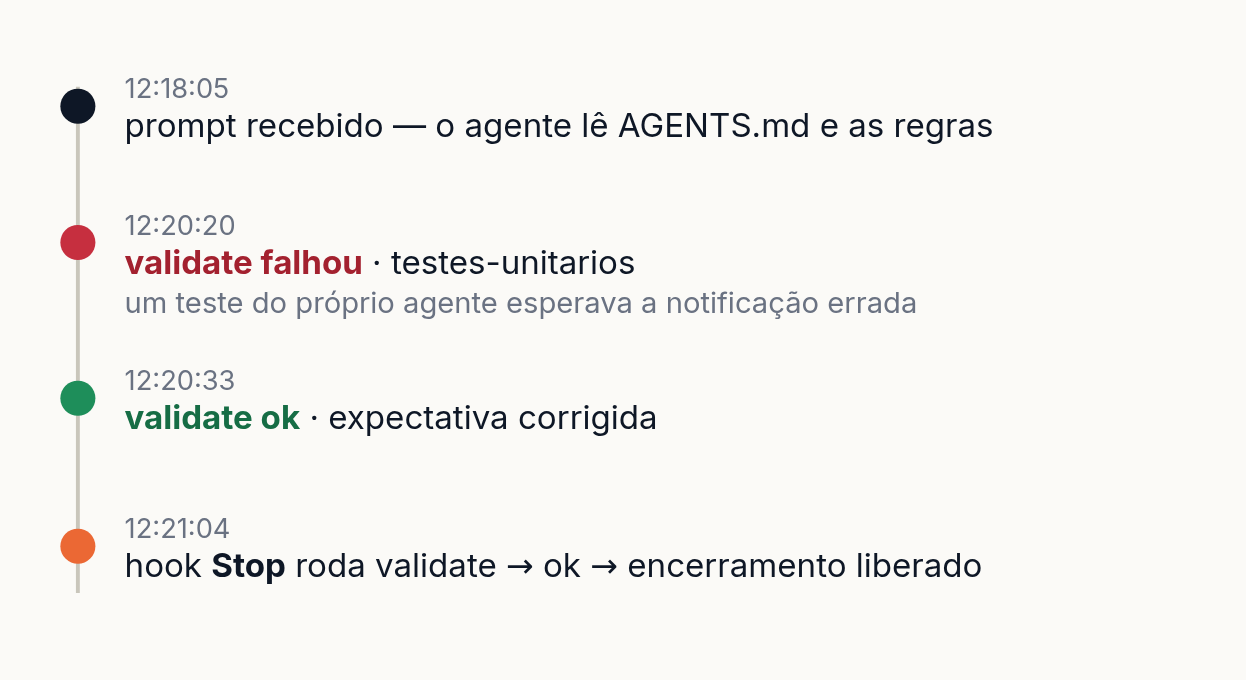 12:18:05
prompt recebido — o agente lê AGENTS.md e as regras
12:20:20
validate falhou · testes-unitarios
um teste do próprio agente esperava a notificação errada
12:20:33
validate ok · expectativa corrigida
12:21:04
hook Stop roda validate → ok → encerramento liberado